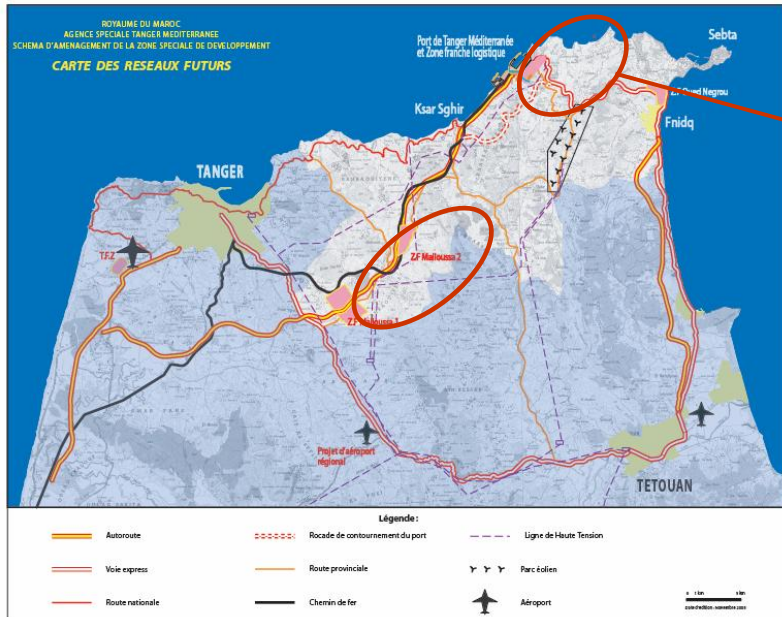 ROYAUME DU MAROC
AGENCE SPECIALE TANGER MEDITERRANEE
SCHEMA D'AMENAGEMENT DE LA ZONE SPECIALE DE DEVELOPPEMENT
CARTE DES RESEAUX FUTURS
Port de Tanger Méditerranée
et Zone franche logistique
Sebta
Ksar Sghir
Fnidq
TANGER
T.F.Z
Z.F Melloussa 2
Projet d'aéroport
régional
TETOUAN
Légende :
Autoroute
Rocade de contournement du port
Ligne de Haute Tension
Voie express
Route provinciale
Parc éolien
Route nationale
Chemin de fer
Aéroport